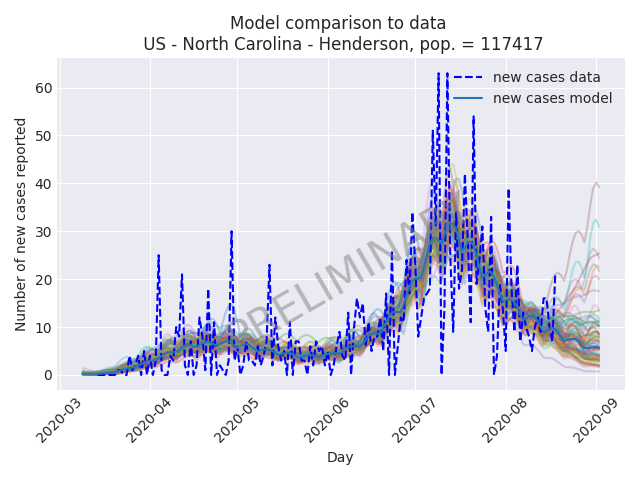 Model comparison to data
US - North Carolina - Henderson, pop. = 117417
new cases data
new cases model
Number of new cases reported
60
50
40
30
20
10
0
PRELIMINARY
2020-03
2020-04
2020-05
2020-06
2020-07
2020-08
2020-09
Day